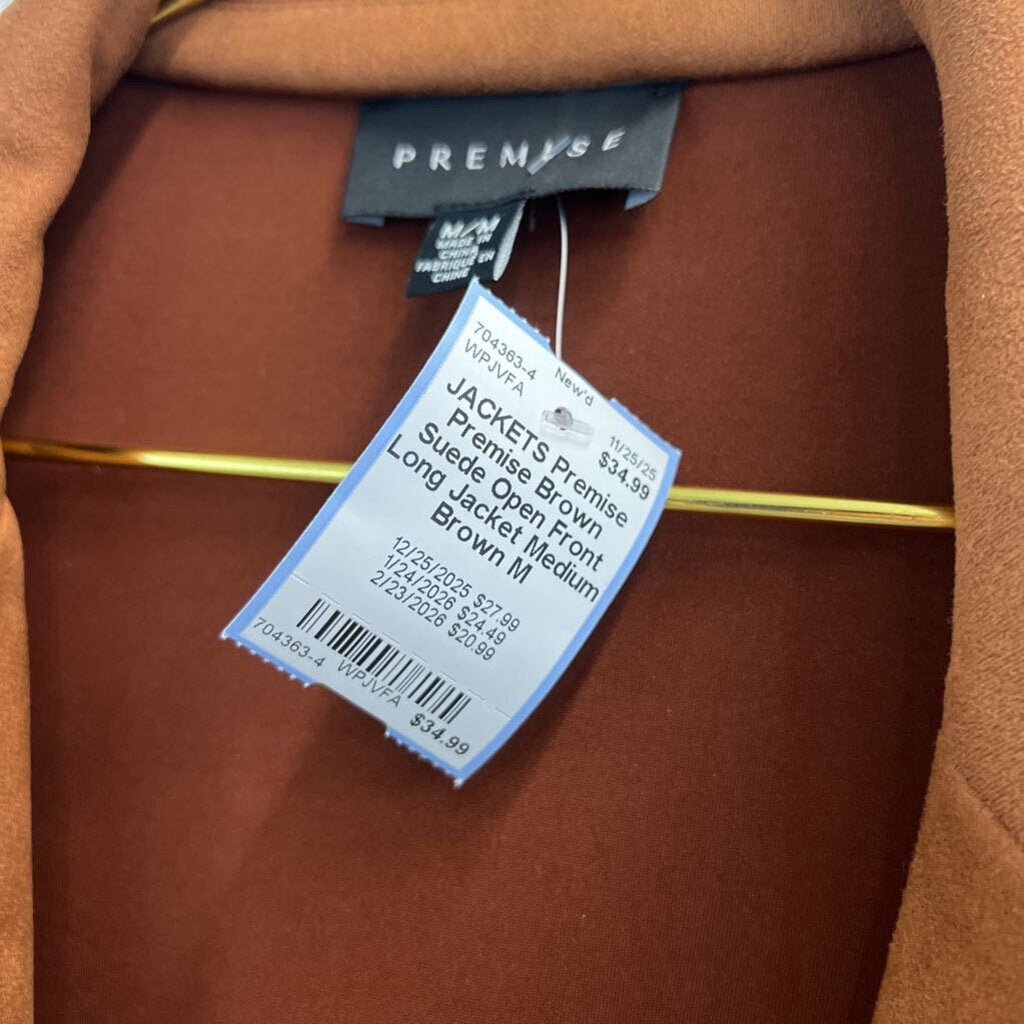 PREMISE
M/M
MADE IN
CHINA
FABRIQUE EN
CHINE
704363-4
WPJVFA
New'd
11/25/25
$34.99
JACKETS Premise
Premise Brown
Suede Open Front
Long Jacket Medium
Brown M
12/25/2025 $27.99
1/24/2026 $24.49
2/23/2026 $20.99
704363-4 WPJVFA
$34.99